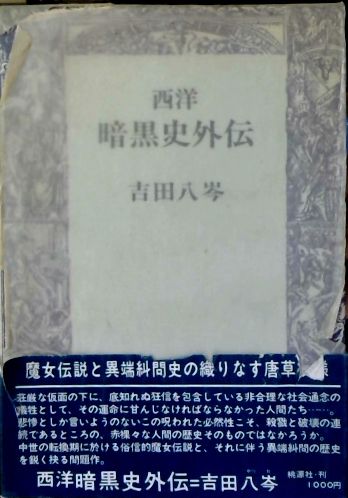 西洋
暗黒史外伝
吉田八岑
魔女伝説と異端糾問史の織りなす唐草模様
荘厳な仮面の下に、底知れぬ狂信を包含している非合理な社会通念の
犠牲として、その運命に甘んじなければならなかった人間たち……。
悲惨としか言いようのないこの呪われた必然性こそ、殺戮と破壊の連
続であるところの、赤裸々な人間の歴史そのものではなかろうか。
中世の転換期に於ける俗信的魔女伝説と、それに伴う異端糾問の歴史
を鋭く抉る問題作。
西洋暗黒史外伝=吉田八岑
桃源社・刊
1000円